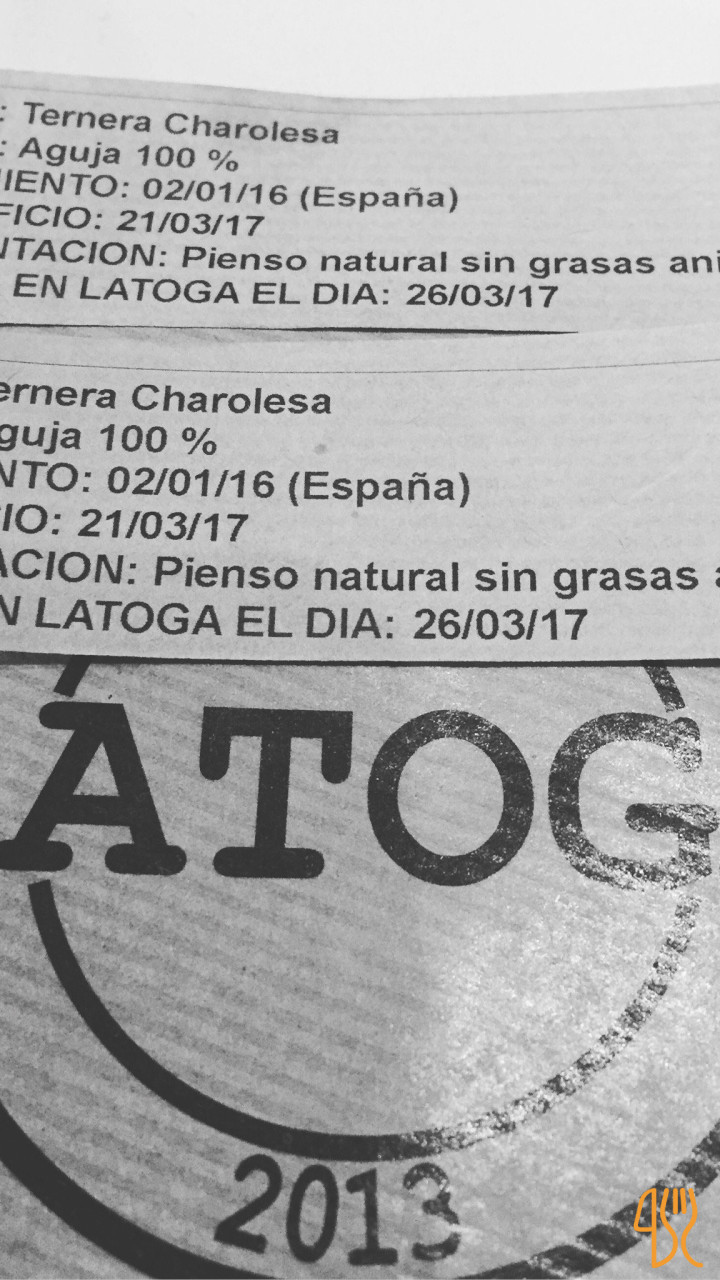 : Ternera Charolesa
: Aguja 100 %
IENTO: 02/01/16 (España)
FICIO: 21/03/17
NTACION: Pienso natural sin grasas ani
EN LATOGA EL DIA: 26/03/17
ernera Charolesa
guja 100 %
NTO: 02/01/16 (España)
IO: 21/03/17
ACION: Pienso natural sin grasas a
N LATOGA EL DIA: 26/03/17
ATOG
2013